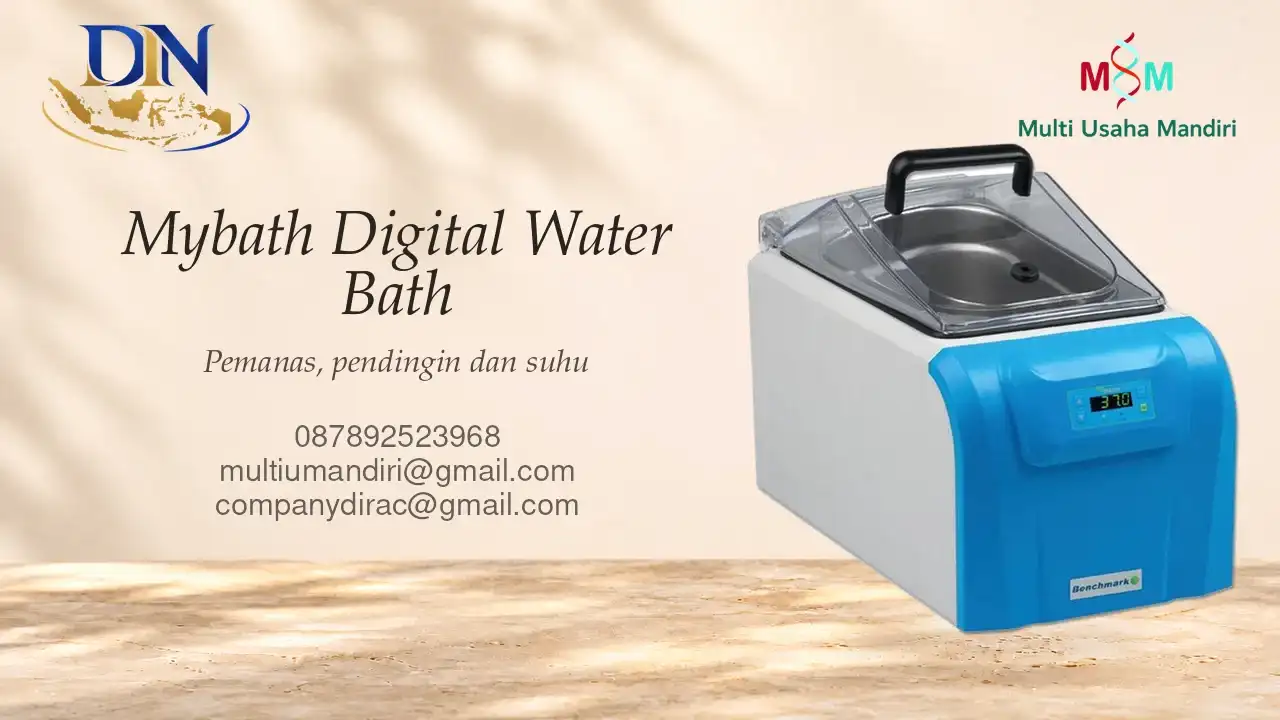 DN
M M
Multi Usaha Mandiri
Mybath Digital Water
Bath
Pemanas, pendingin dan suhu
087892523968
multiumandiri@gmail.com
companydirac@gmail.com
37.0
Benchmark